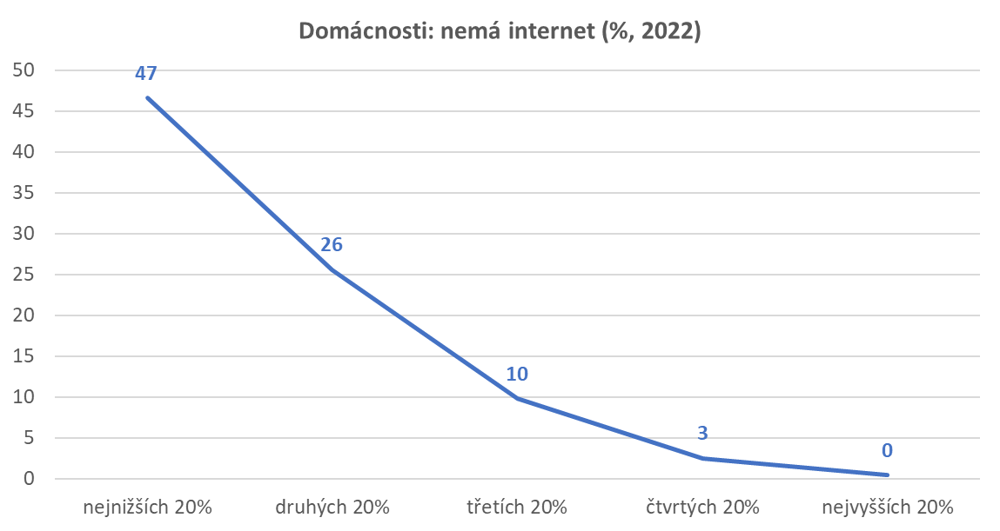 Domácnosti: nemá internet (%, 2022)
50
45
40
35
30
25
20
15
10
5
0
47
26
10
3
0
nejnižších 20%
druhých 20%
třetích 20%
čtvrtých 20%
nejvyšších 20%